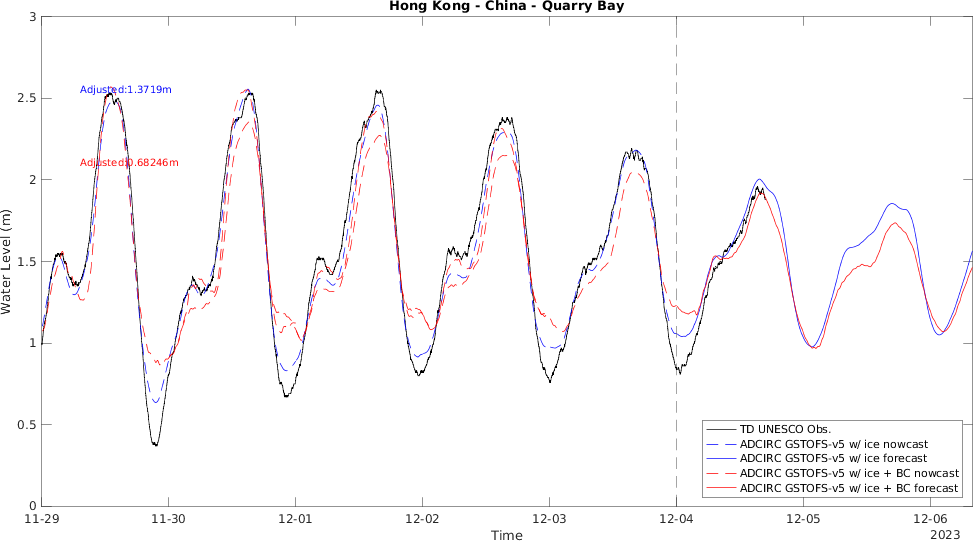 Hong Kong - China - Quarry Bay
3
2.5
2
1.5
1
0.5
0
Water Level (m)
Adjusted:1.3719m
Adjusted:0.68246m
TD UNESCO Obs.
ADCIRC GSTOFS-v5 w/ ice nowcast
ADCIRC GSTOFS-v5 w/ ice forecast
ADCIRC GSTOFS-v5 w/ ice + BC nowcast
ADCIRC GSTOFS-v5 w/ ice + BC forecast
11-29 11-30 12-01 12-02 12-03 12-04 12-05 12-06
Time
2023